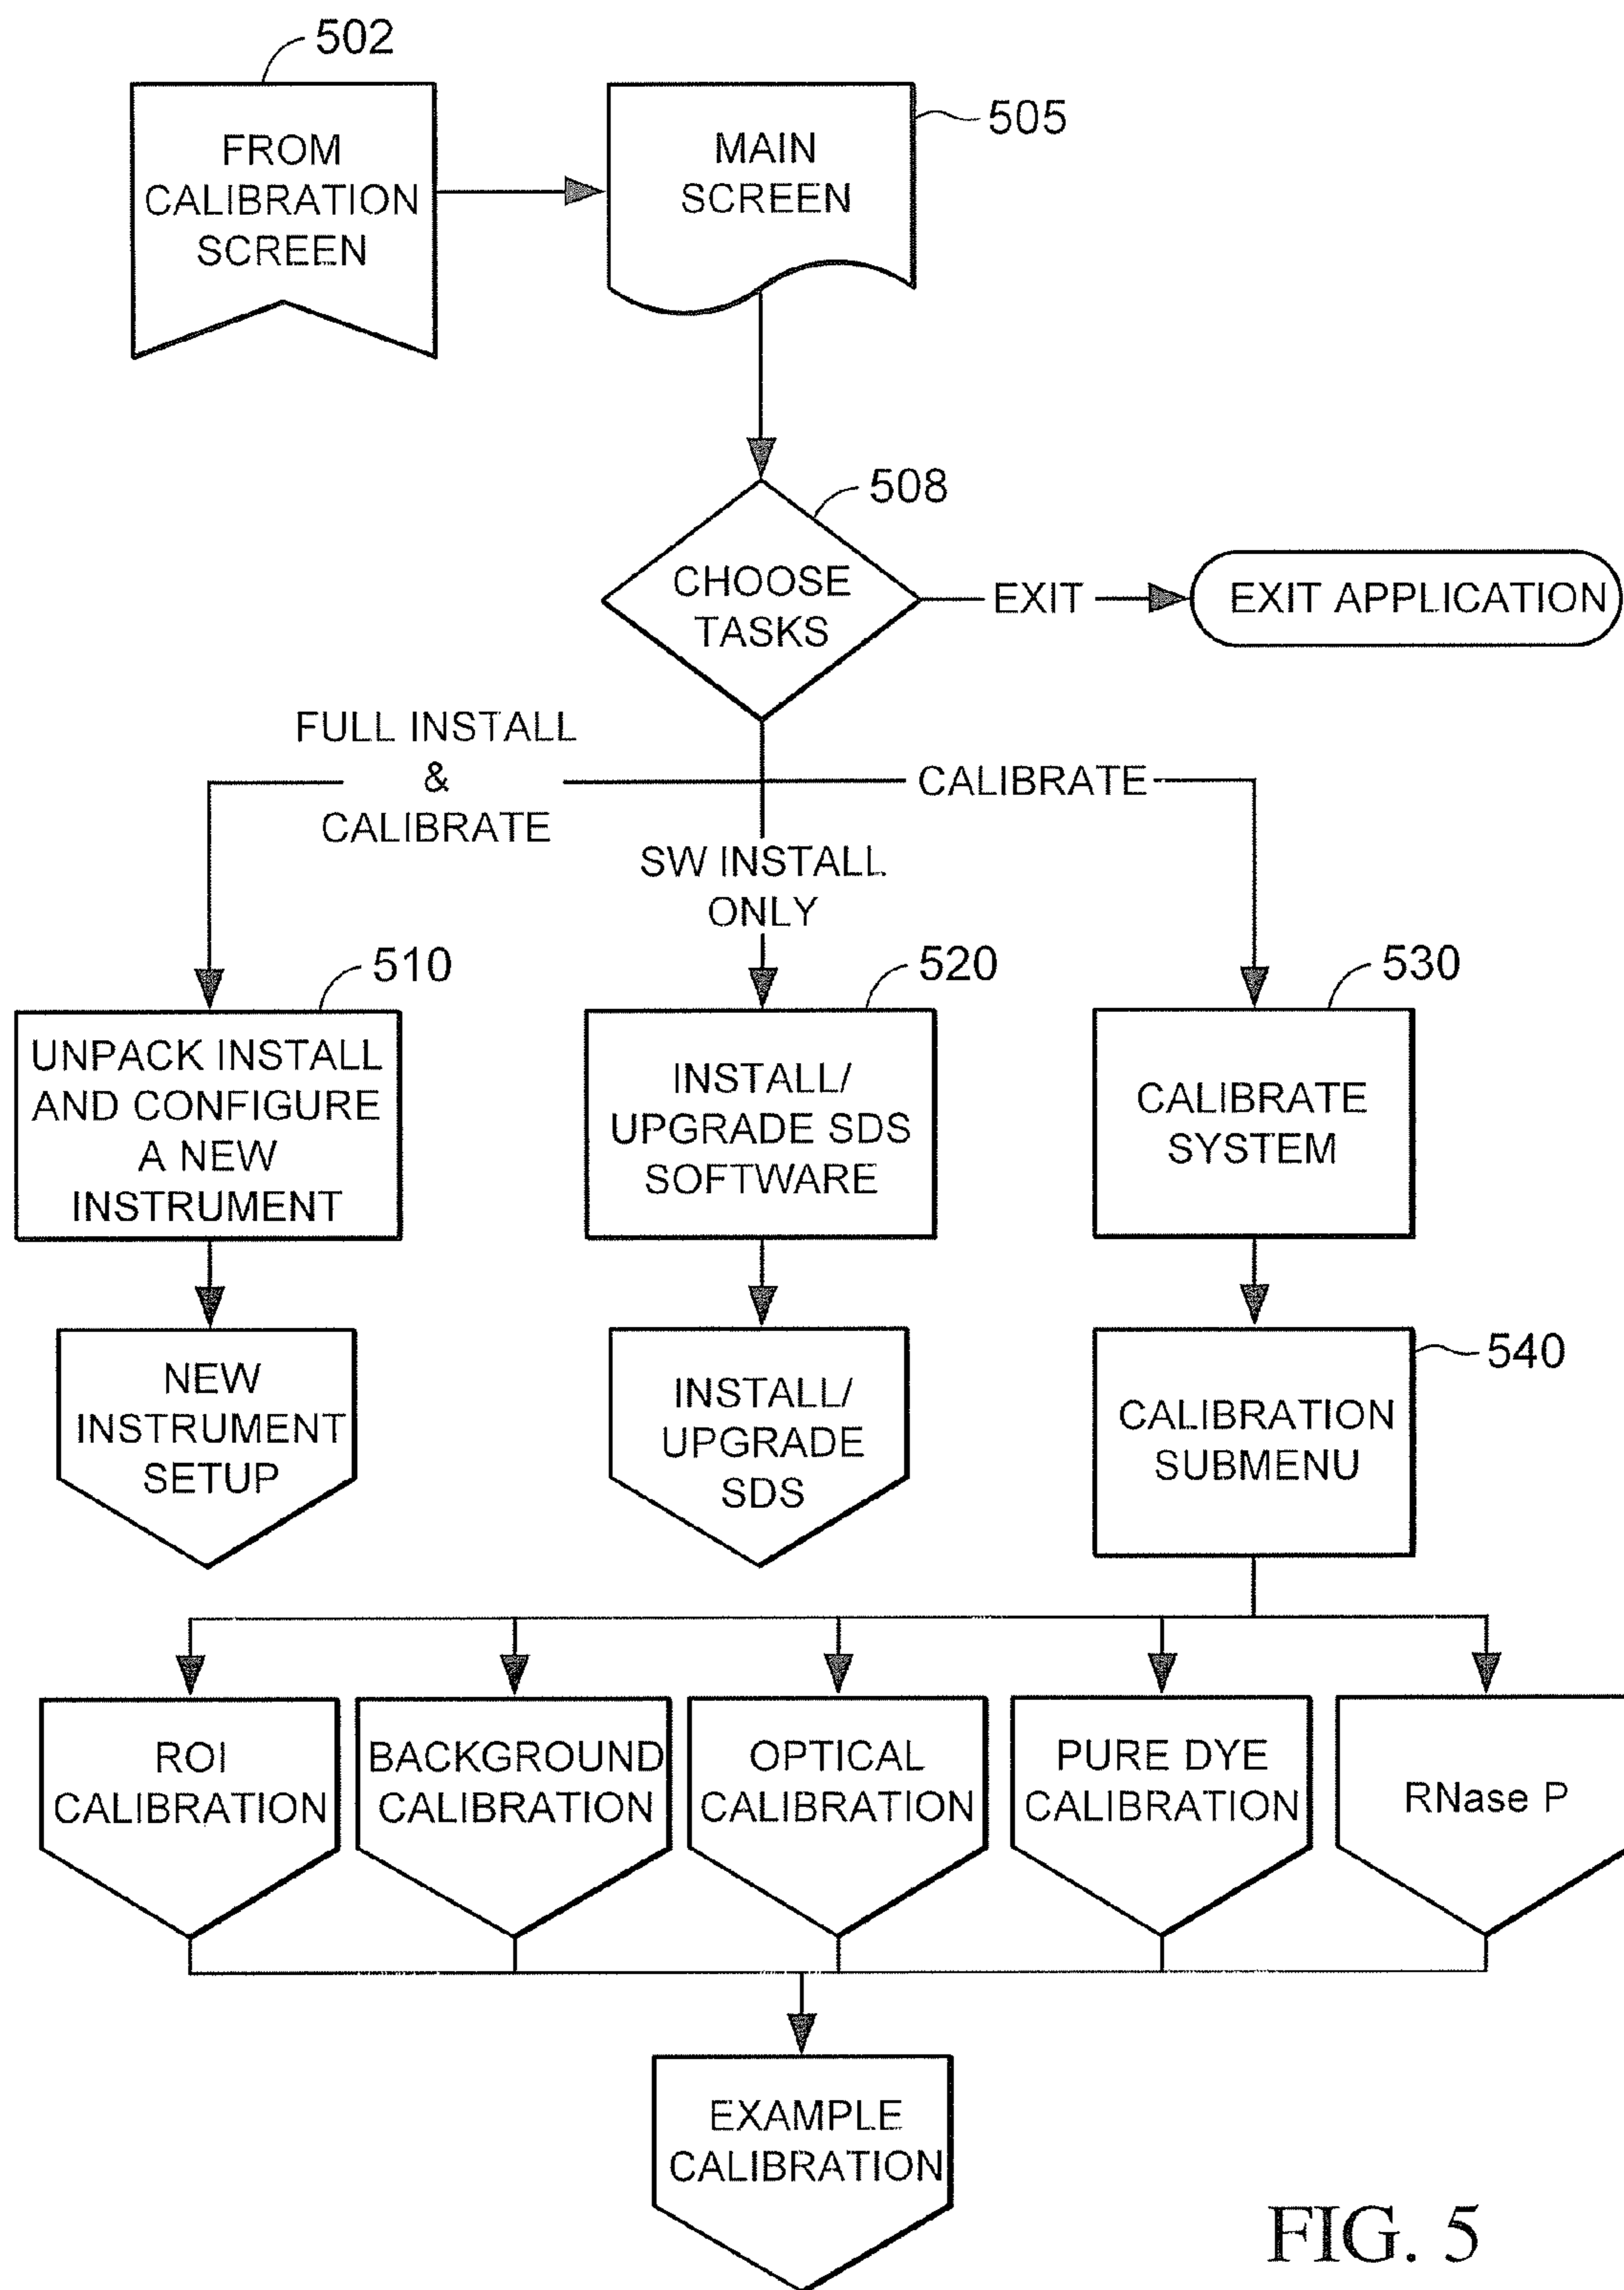 502
FROM
CALIBRATION
SCREEN
505
MAIN
SCREEN
508
CHOOSE
TASKS
EXIT
EXIT APPLICATION
FULL INSTALL
&
CALIBRATE
SW INSTALL
ONLY
CALIBRATE
510
UNPACK INSTALL
AND CONFIGURE
A NEW
INSTRUMENT
520
INSTALL/
UPGRADE SDS
SOFTWARE
530
CALIBRATE
SYSTEM
NEW
INSTRUMENT
SETUP
INSTALL/
UPGRADE
SDS
540
CALIBRATION
SUBMENU
ROI
CALIBRATION
BACKGROUND
CALIBRATION
OPTICAL
CALIBRATION
PURE DYE
CALIBRATION
RNase P
EXAMPLE
CALIBRATION
FIG. 5